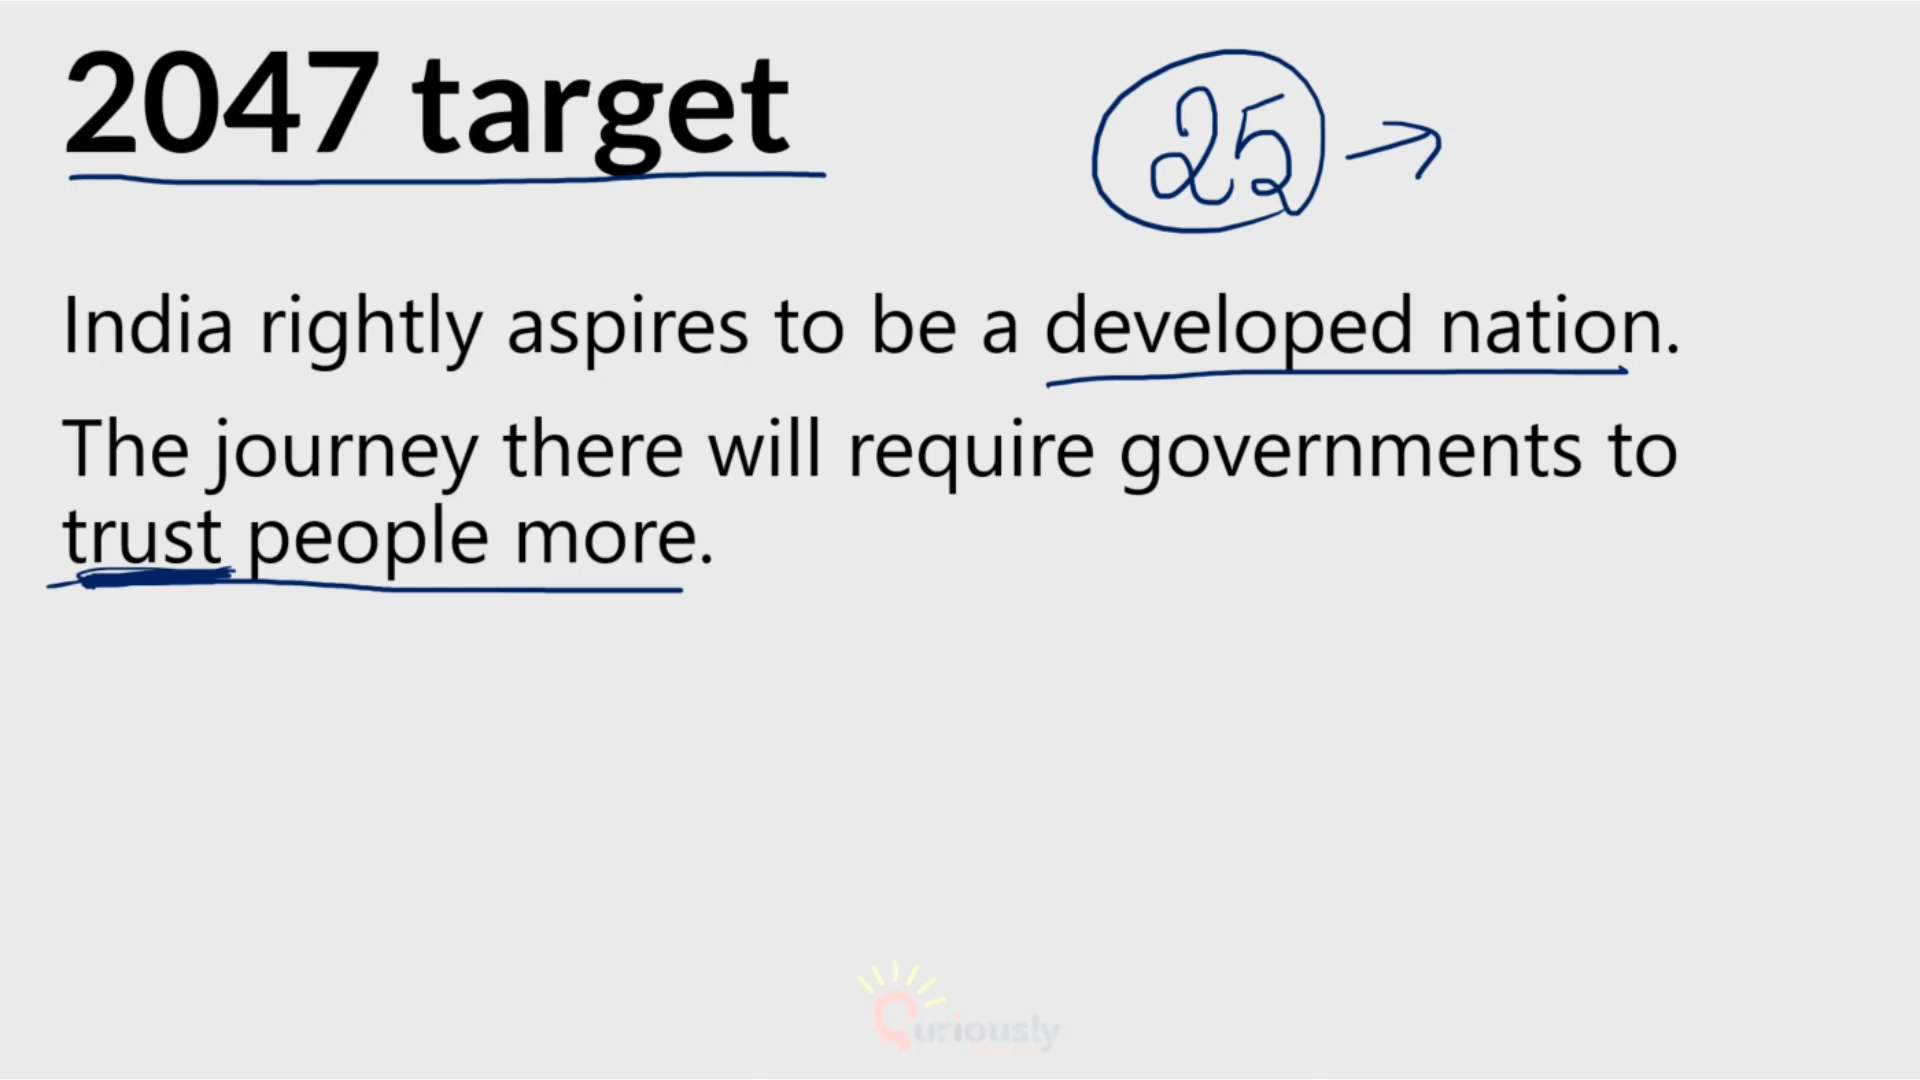 2047 target
25 →
India rightly aspires to be a developed nation.
The journey there will require governments to
trust people more.
Curiously